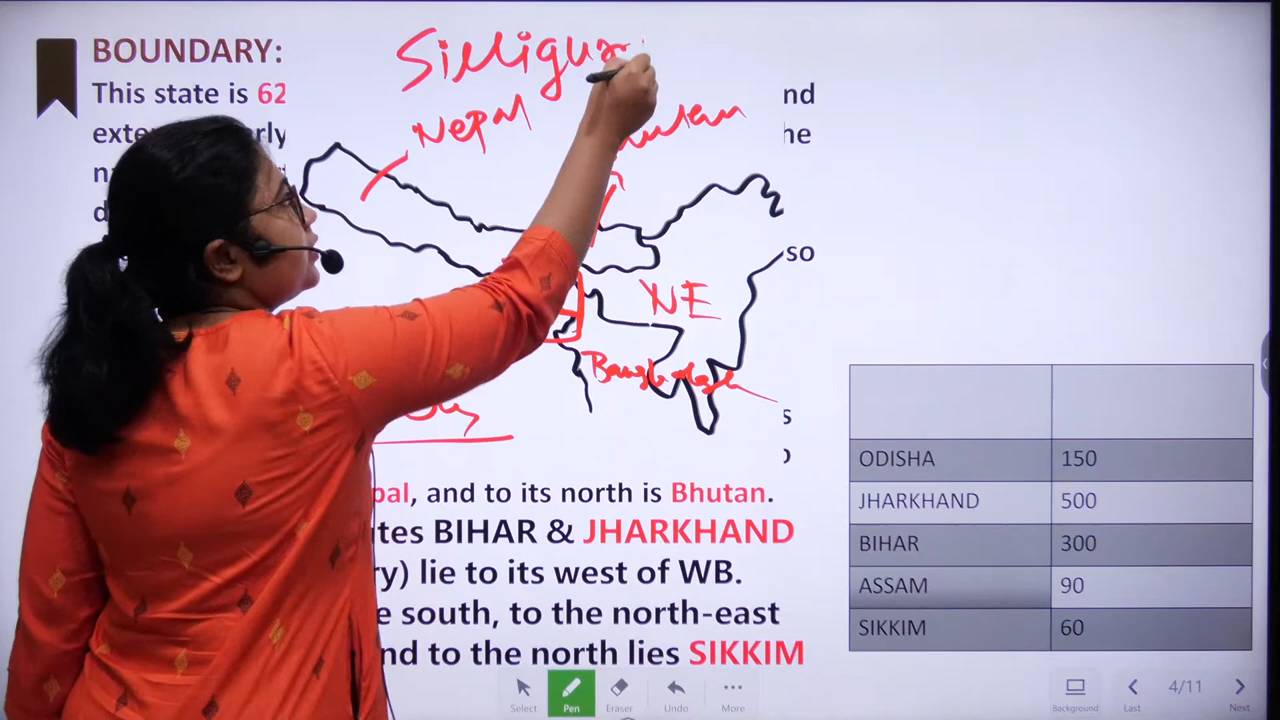 BOUNDARY:
This state is 62
nd
he
so
Nepal
NE
Bangladesh
pal, and to its north is Bhutan.
tes BIHAR & JHARKHAND
ry) lie to its west of WB.
e south, to the north-east
nd to the north lies SIKKIM
ODISHA 150
JHARKHAND 500
BIHAR 300
ASSAM 90
SIKKIM 60
Select Pen Eraser Undo More
Background Last 4/11 Next